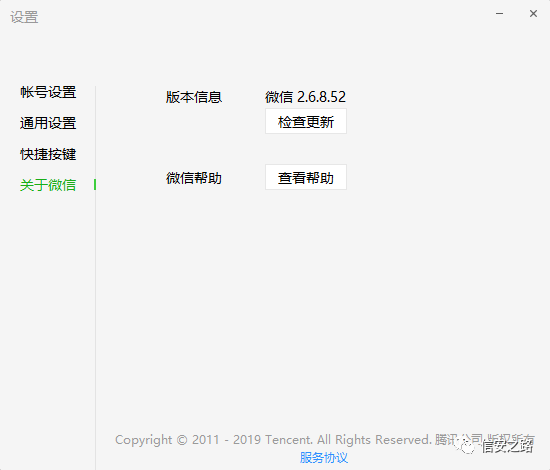 设置
帐号设置
通用设置
快捷按键
关于微信
版本信息
微信 2.6.8.52
检查更新
微信帮助
查看帮助
Copyright © 2011 - 2019 Tencent. All Rights Reserved. 腾讯公司 版权所有
服务协议
信安之路